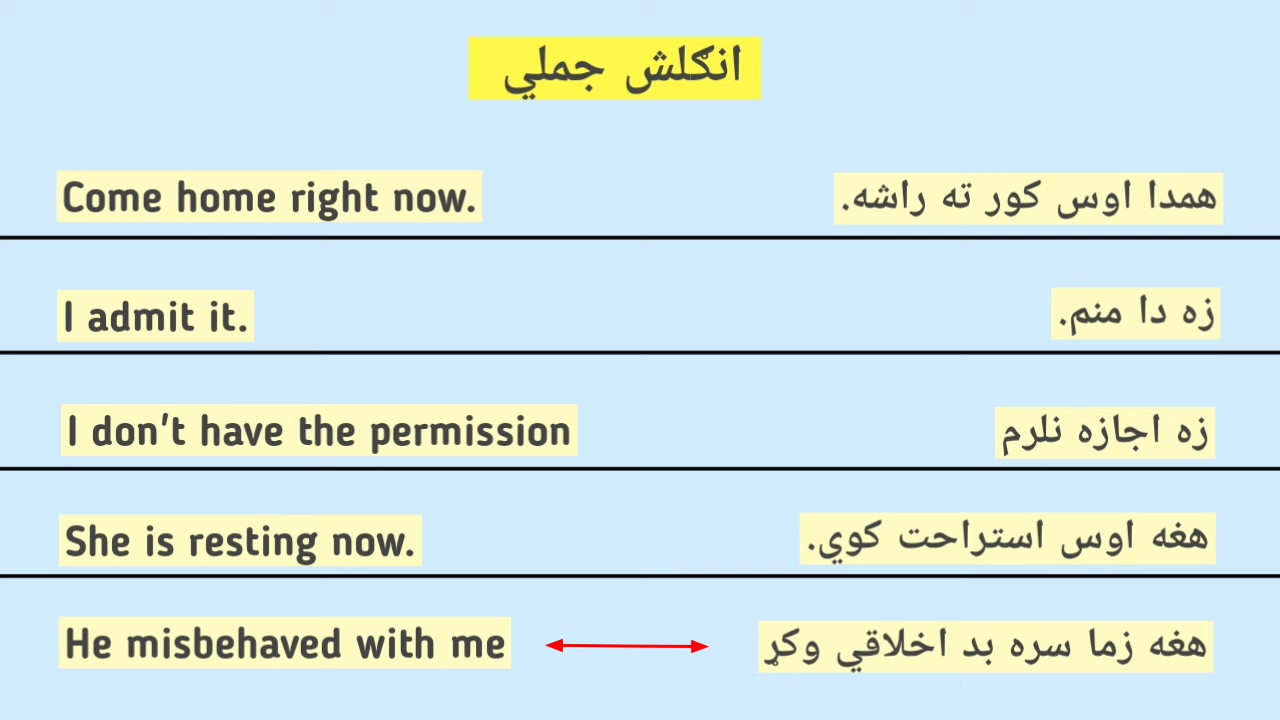 انګلش جملي
Come home right now.
همدا اوس کور ته راشه.
I admit it.
زه دا منم.
I don't have the permission
زه اجازه نلرم
She is resting now.
هغه اوس استراحت کوي.
He misbehaved with me
هغه زما سره بد اخلاقي وکړ